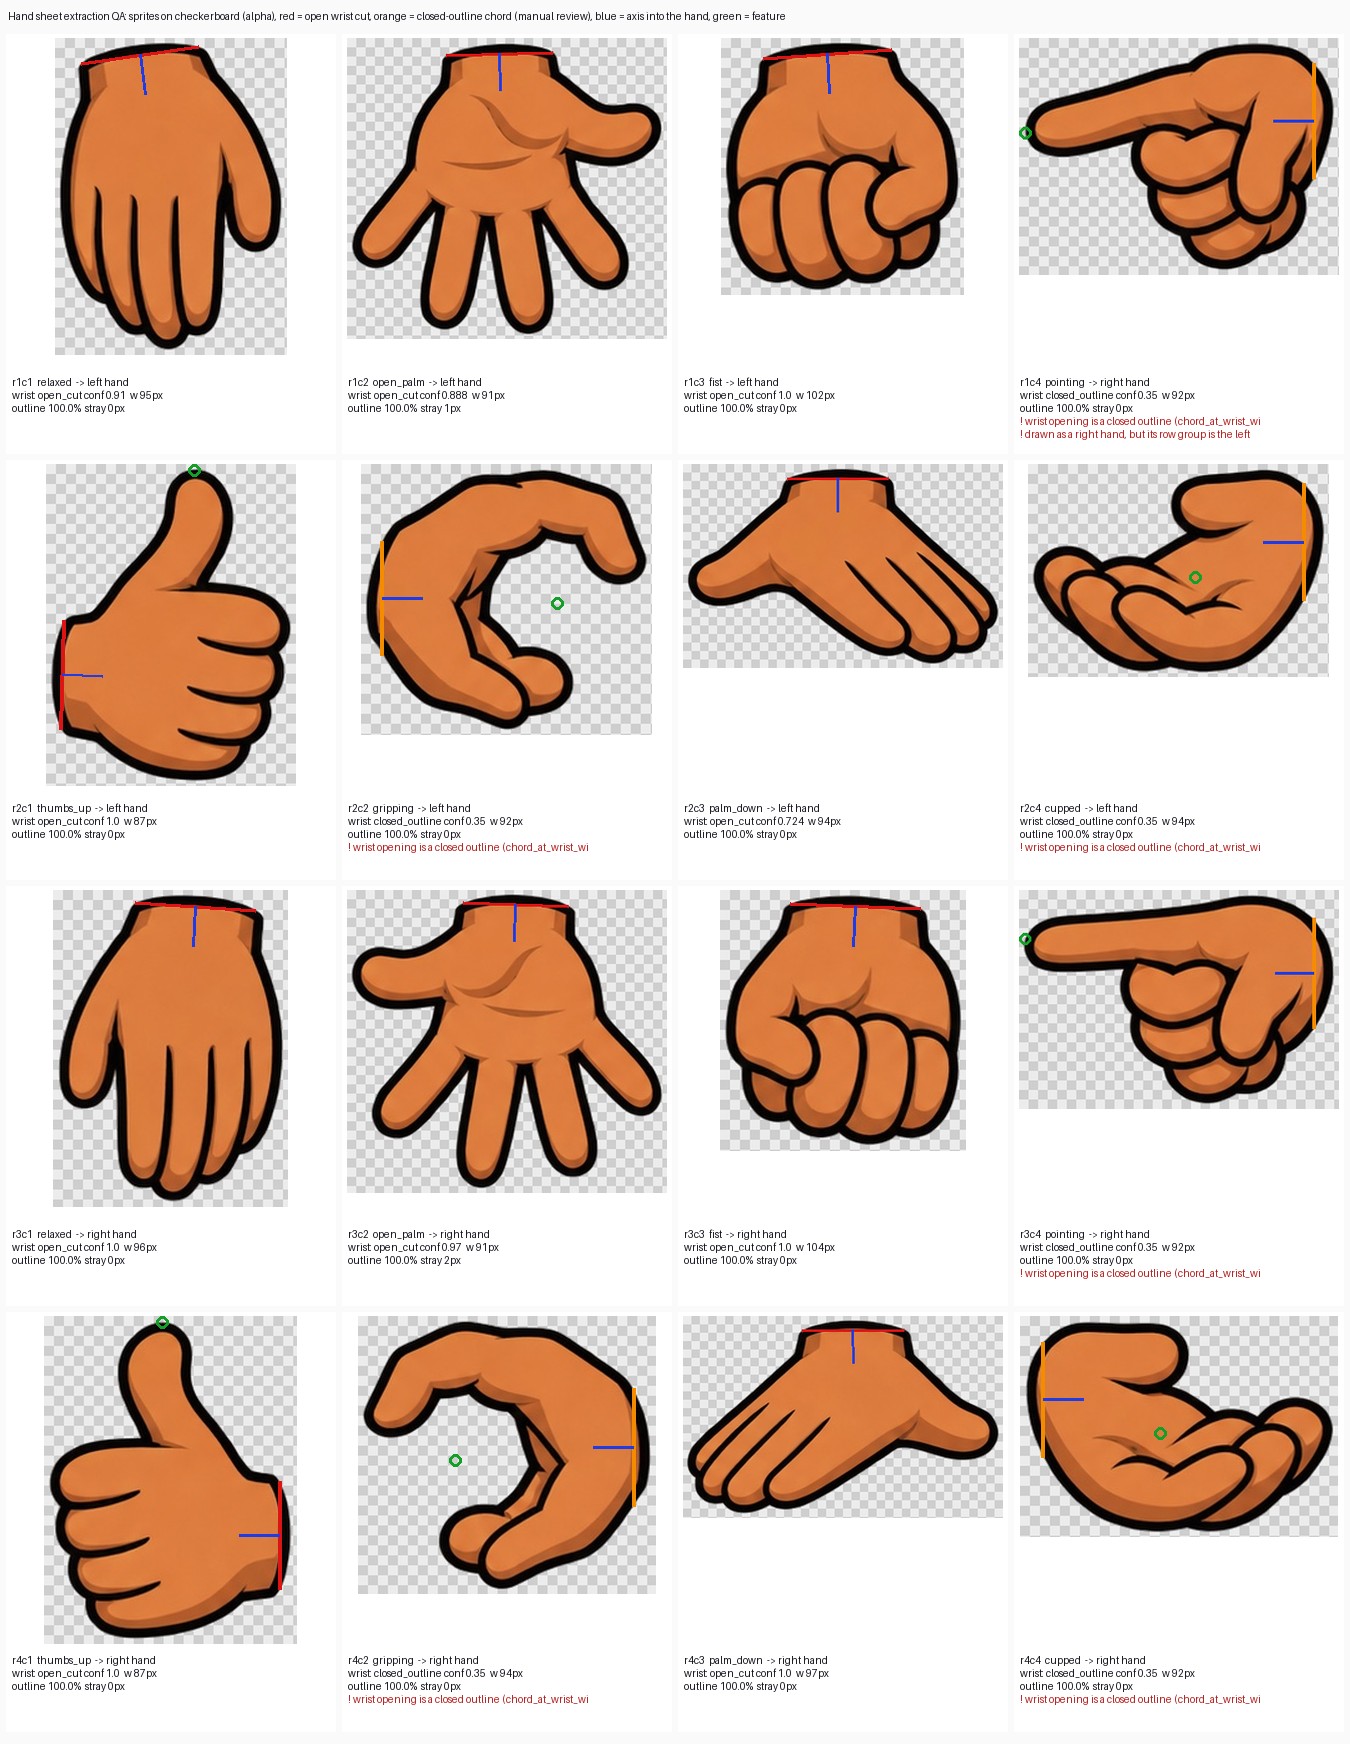 Hand sheet extraction QA: sprites on checkerboard (alpha), red = open wrist cut, orange = closed-outline chord (manual review), blue = axis into the hand, green = feature
r1c1 relaxed -> left hand
wrist open_cut conf 0.91 w 95px
outline 100.0% stray 0px
r1c2 open_palm -> left hand
wrist open_cut conf 0.888 w 91px
outline 100.0% stray 1px
r1c3 fist -> left hand
wrist open_cut conf 1.0 w 102px
outline 100.0% stray 0px
r1c4 pointing -> right hand
wrist closed_outline conf 0.35 w 92px
outline 100.0% stray 0px
! wrist opening is a closed outline (chord_at_wrist_wi
! drawn as a right hand, but its row group is the left
r2c1 thumbs_up -> left hand
wrist open_cut conf 1.0 w 87px
outline 100.0% stray 0px
r2c2 gripping -> left hand
wrist closed_outline conf 0.35 w 92px
outline 100.0% stray 0px
! wrist opening is a closed outline (chord_at_wrist_wi
r2c3 palm_down -> left hand
wrist open_cut conf 0.724 w 94px
outline 100.0% stray 0px
r2c4 cupped -> left hand
wrist closed_outline conf 0.35 w 94px
outline 100.0% stray 0px
! wrist opening is a closed outline (chord_at_wrist_wi
r3c1 relaxed -> right hand
wrist open_cut conf 1.0 w 96px
outline 100.0% stray 0px
r3c2 open_palm -> right hand
wrist open_cut conf 0.97 w 91px
outline 100.0% stray 2px
r3c3 fist -> right hand
wrist open_cut conf 1.0 w 104px
outline 100.0% stray 0px
r3c4 pointing -> right hand
wrist closed_outline conf 0.35 w 92px
outline 100.0% stray 0px
! wrist opening is a closed outline (chord_at_wrist_wi
r4c1 thumbs_up -> right hand
wrist open_cut conf 1.0 w 87px
outline 100.0% stray 0px
r4c2 gripping -> right hand
wrist closed_outline conf 0.35 w 94px
outline 100.0% stray 0px
! wrist opening is a closed outline (chord_at_wrist_wi
r4c3 palm_down -> right hand
wrist open_cut conf 1.0 w 97px
outline 100.0% stray 0px
r4c4 cupped -> right hand
wrist closed_outline conf 0.35 w 92px
outline 100.0% stray 0px
! wrist opening is a closed outline (chord_at_wrist_wi